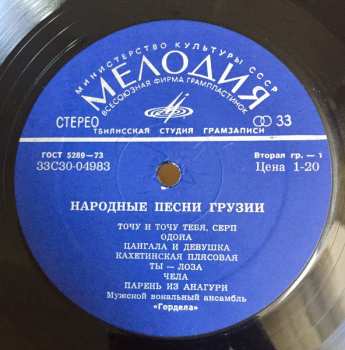 МИНИСТЕРСТВО КУЛЬТУРЫ СССР
МЕЛОДИЯ
ВСЕСОЮЗНАЯ ФИРМА ГРАМПЛАСТИНОК
СТЕРЕО
33
ТБИЛИССКАЯ СТУДИЯ ГРАМЗАПИСИ
ГОСТ 5289-73
Вторая гр. — 1
33С30-04983
Цена 1-20
НАРОДНЫЕ ПЕСНИ ГРУЗИИ
ТОЧУ И ТОЧУ ТЕБЯ, СЕРП
ОДОИА
ЦАНГАЛА И ДЕВУШКА
КАХЕТИНСКАЯ ПЛЯСОВАЯ
ТЫ — ЛОЗА
ЧЕЛА
ПАРЕНЬ ИЗ АНАГУРИ
Мужской вокальный ансамбль
«Гордела»